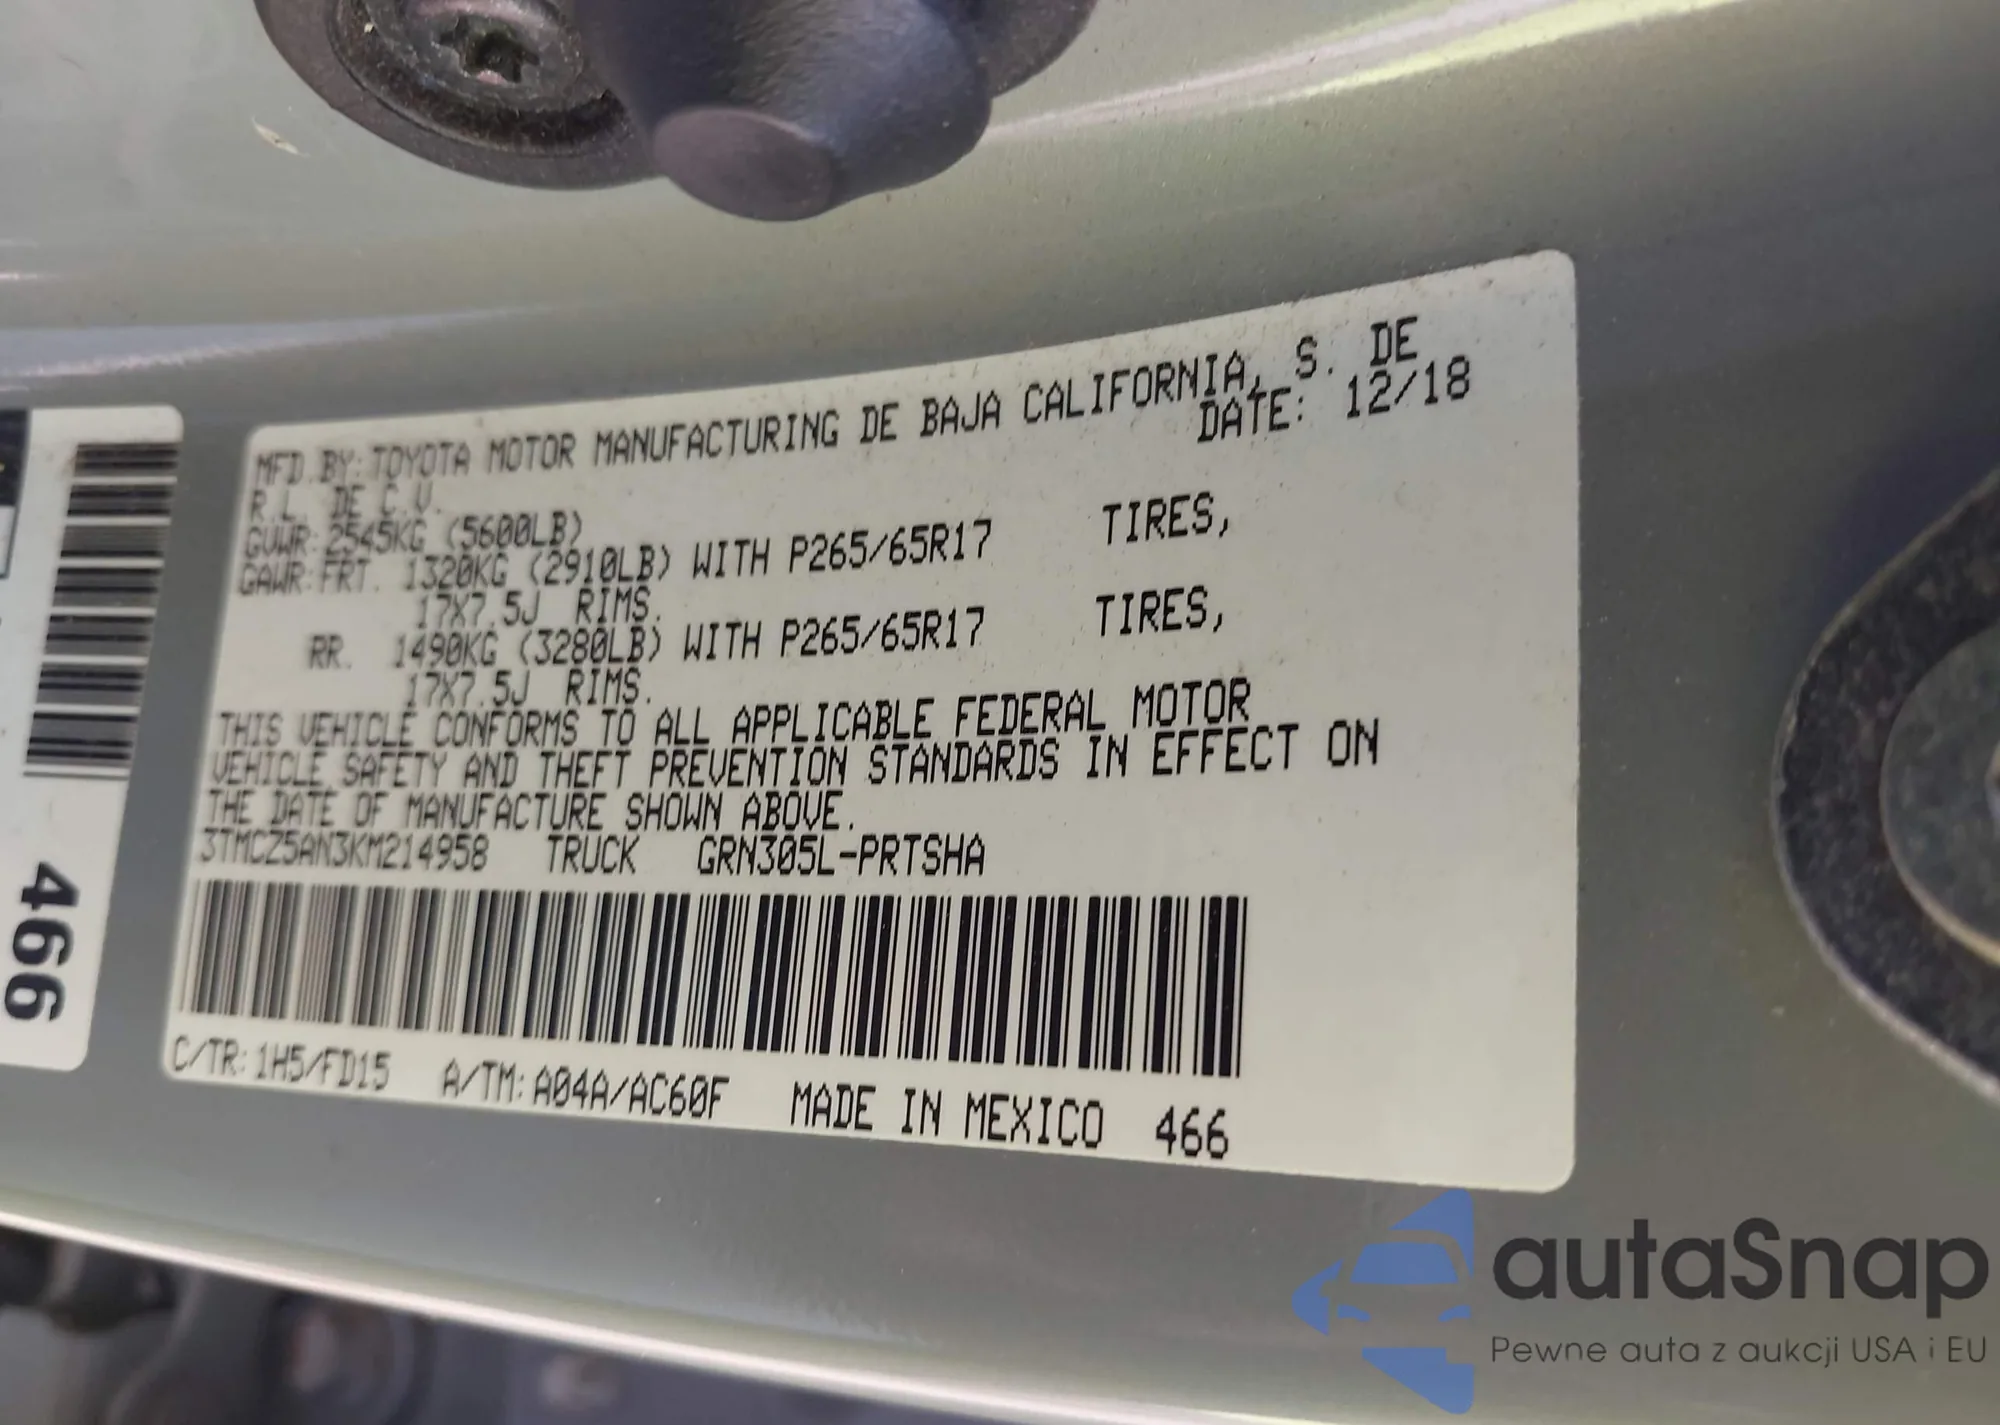 MFD.BY:TOYOTA MOTOR MANUFACTURING DE BAJA CALIFORNIA, S. DE
R.L. DE C.V. DATE: 12/18
GVWR:2545KG (5600LB)
GAWR:FRT. 1320KG (2910LB) WITH P265/65R17 TIRES,
17X7.5J RIMS.
RR. 1490KG (3280LB) WITH P265/65R17 TIRES,
17X7.5J RIMS.
THIS VEHICLE CONFORMS TO ALL APPLICABLE FEDERAL MOTOR
VEHICLE SAFETY AND THEFT PREVENTION STANDARDS IN EFFECT ON
THE DATE OF MANUFACTURE SHOWN ABOVE.
3TMCZ5AN3KM214958 TRUCK GRN305L-PRTSHA
C/TR:1H5/FD15 A/TM:A04A/AC60F MADE IN MEXICO 466
466
autaSnap
Pewne auta z aukcji USA i EU